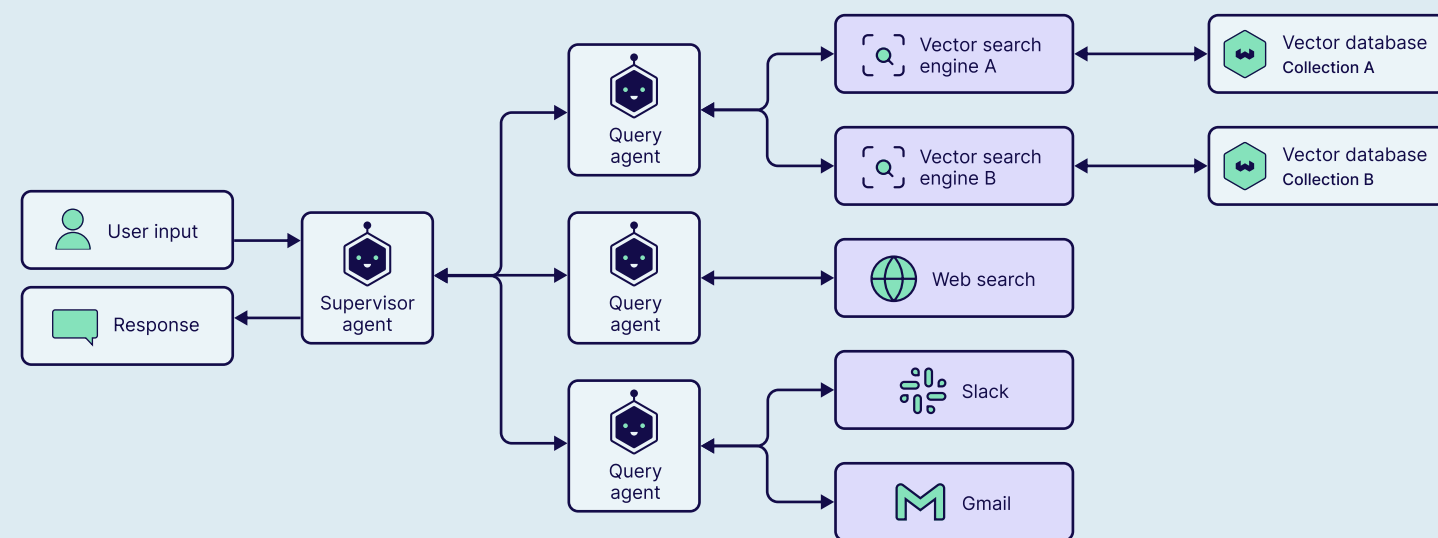 User input
Response
Supervisor
agent
Query
agent
Query
agent
Query
agent
Vector search
engine A
Vector search
engine B
Web search
Slack
Gmail
Vector database
Collection A
Vector database
Collection B